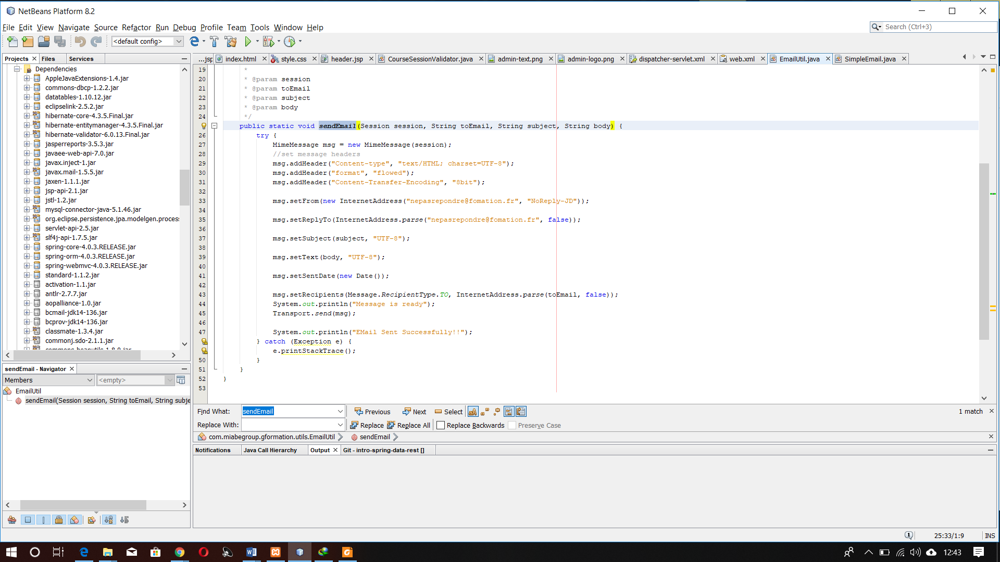 NetBeans Platform 8.2
File Edit View Navigate Source Refactor Run Debug Profile Team Tools Window Help
Search (Ctrl+3)
<default config>
Projects Files Services
...jsp index.html style.css header.jsp CourseSessionValidator.java admin-text.png admin-logo.png dispatcher-servlet.xml web.xml EmailUtil.java SimpleEmail.java
Dependencies
AppleJavaExtensions-1.4.jar
commons-dbcp-1.2.2.jar
datatables-1.10.12.jar
eclipselink-2.5.2.jar
hibernate-core-4.3.5.Final.jar
hibernate-entitymanager-4.3.5.Final.jar
hibernate-validator-6.0.13.Final.jar
jasperreports-3.5.3.jar
javaee-web-api-7.0.jar
javax.inject-1.jar
javax.mail-1.5.5.jar
jaxen-1.1.1.jar
jsp-api-2.1.jar
jstl-1.2.jar
mysql-connector-java-5.1.46.jar
org.eclipse.persistence.jpa.modelgen.process
servlet-api-2.5.jar
slf4j-api-1.7.5.jar
spring-core-4.0.3.RELEASE.jar
spring-orm-4.0.3.RELEASE.jar
spring-webmvc-4.0.3.RELEASE.jar
standard-1.1.2.jar
activation-1.1.jar
antlr-2.7.7.jar
aopalliance-1.0.jar
bcmail-jdk14-136.jar
bcprov-jdk14-136.jar
classmate-1.3.4.jar
commonj.sdo-2.1.1.jar
commons-beanutils-1.8.0.jar
sendEmail - Navigator
Members <empty>
EmailUtil
sendEmail(Session session, String toEmail, String subje
19 *
20 * @param session
21 * @param toEmail
22 * @param subject
23 * @param body
24 */
public static void sendEmail(Session session, String toEmail, String subject, String body) {
26 try {
27 MimeMessage msg = new MimeMessage(session);
28 //set message headers
29 msg.addHeader("Content-type", "text/HTML; charset=UTF-8");
30 msg.addHeader("format", "flowed");
31 msg.addHeader("Content-Transfer-Encoding", "8bit");
32
33 msg.setFrom(new InternetAddress("nepasrepondre@fomation.fr", "NoReply-JD"));
34
35 msg.setReplyTo(InternetAddress.parse("nepasrepondre@fomation.fr", false));
36
37 msg.setSubject(subject, "UTF-8");
38
39 msg.setText(body, "UTF-8");
40
41 msg.setSentDate(new Date());
42
43 msg.setRecipients(Message.RecipientType.TO, InternetAddress.parse(toEmail, false));
44 System.out.println("Message is ready");
45 Transport.send(msg);
46
47 System.out.println("EMail Sent Successfully!!");
} catch (Exception e) {
e.printStackTrace();
50 }
51 }
52 }
53
Find What: sendEmail Previous Next Select 1 match
Replace With: Replace Replace All Replace Backwards Preserve Case
com.miabegroup.gformation.utils.EmailUtil sendEmail
Notifications Java Call Hierarchy Output Git - intro-spring-data-rest []
1 25:33/1:9 INS
12:43